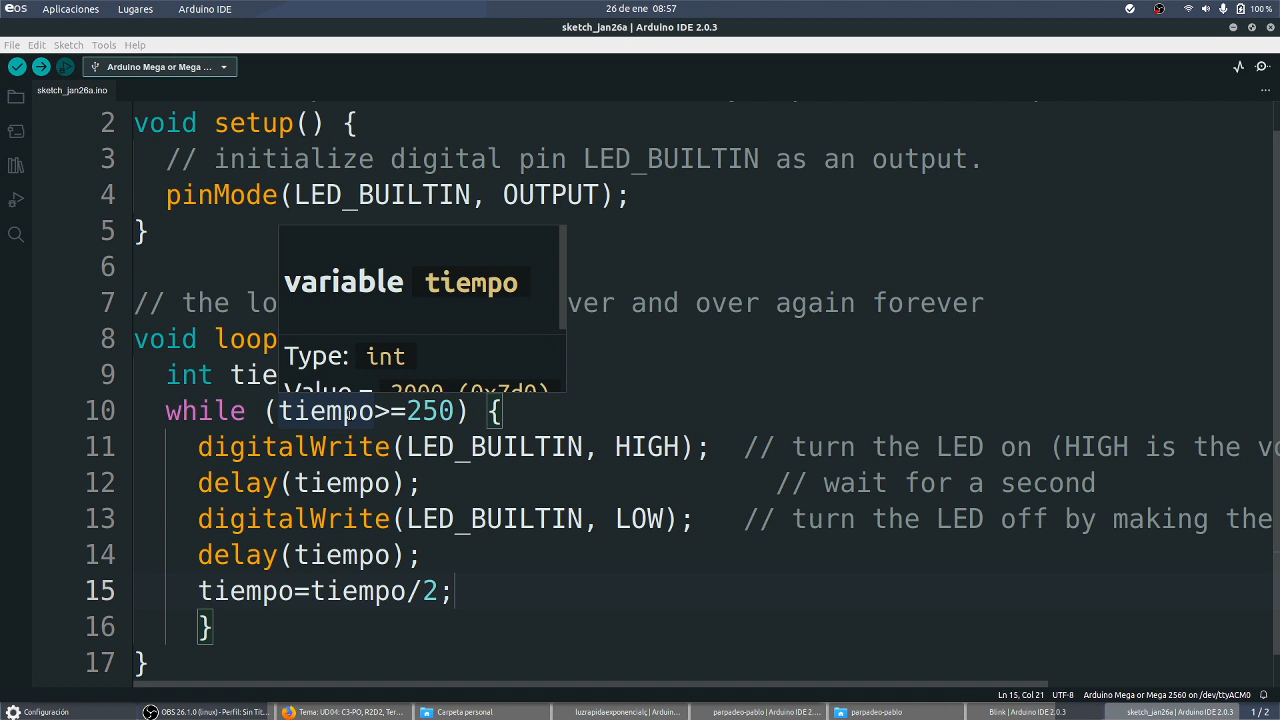 eos Aplicaciones Lugares Arduino IDE 26 de ene 08:57 100 %
sketch_jan26a | Arduino IDE 2.0.3
File Edit Sketch Tools Help
Arduino Mega or Mega ...
sketch_jan26a.ino
2 void setup() {
3 // initialize digital pin LED_BUILTIN as an output.
4 pinMode(LED_BUILTIN, OUTPUT);
5 }
6
variable tiempo
7 // the lo ver and over again forever
8 void loop
Type: int
9 int tie
Value = 2000 (0x7d0)
10 while (tiempo>=250) {
11 digitalWrite(LED_BUILTIN, HIGH); // turn the LED on (HIGH is the vo
12 delay(tiempo); // wait for a second
13 digitalWrite(LED_BUILTIN, LOW); // turn the LED off by making the
14 delay(tiempo);
15 tiempo=tiempo/2;
16 }
17 }
Ln 15, Col 21 UTF-8 Arduino Mega or Mega 2560 on /dev/ttyACM0
Configuración OBS 26.1.0 (linux) - Perfil: Sin Tít... Tema: UD04: C3-PO, R2D2, Ter... Carpeta personal luzrapidaexponencialç | Arduin... parpadeo-pablo | Arduino IDE ... parpadeo-pablo Blink | Arduino IDE 2.0.3 sketch_jan26a | Arduino IDE 2.0.3 1 / 2